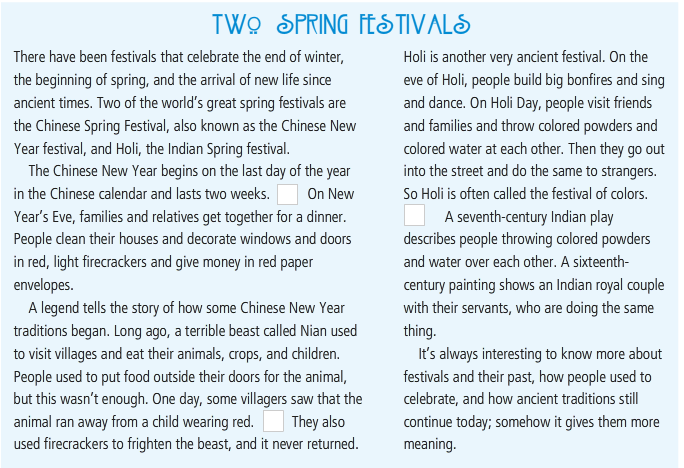 TWO SPRING FESTIVALS
There have been festivals that celebrate the end of winter,
the beginning of spring, and the arrival of new life since
ancient times. Two of the world's great spring festivals are
the Chinese Spring Festival, also known as the Chinese New
Year festival, and Holi, the Indian Spring festival.
The Chinese New Year begins on the last day of the year
in the Chinese calendar and lasts two weeks. On New
Year's Eve, families and relatives get together for a dinner.
People clean their houses and decorate windows and doors
in red, light firecrackers and give money in red paper
envelopes.
A legend tells the story of how some Chinese New Year
traditions began. Long ago, a terrible beast called Nian used
to visit villages and eat their animals, crops, and children.
People used to put food outside their doors for the animal,
but this wasn't enough. One day, some villagers saw that the
animal ran away from a child wearing red. They also
used firecrackers to frighten the beast, and it never returned.
Holi is another very ancient festival. On the
eve of Holi, people build big bonfires and sing
and dance. On Holi Day, people visit friends
and families and throw colored powders and
colored water at each other. Then they go out
into the street and do the same to strangers.
So Holi is often called the festival of colors.
A seventh-century Indian play
describes people throwing colored powders
and water over each other. A sixteenth-
century painting shows an Indian royal couple
with their servants, who are doing the same
thing.
It's always interesting to know more about
festivals and their past, how people used to
celebrate, and how ancient traditions still
continue today; somehow it gives them more
meaning.